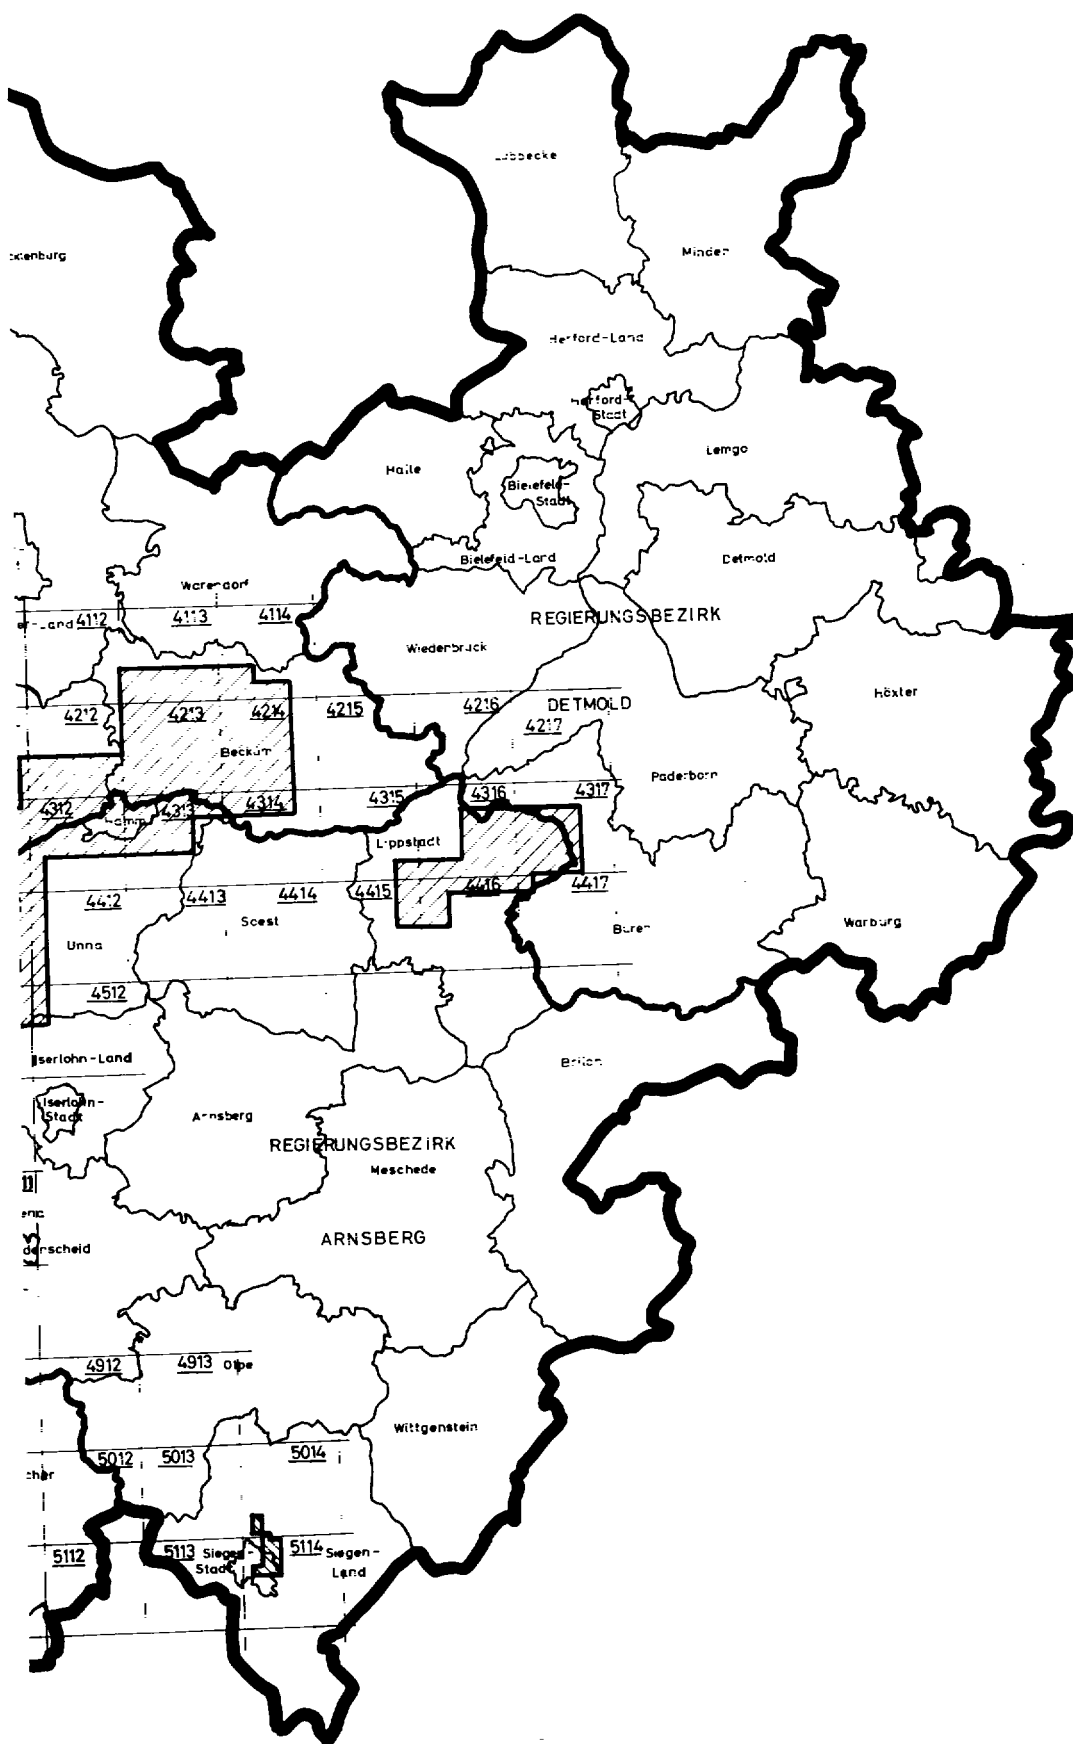 Lübbecke
Minden
Herford-Land
Herford-
Stadt
Lemgo
Halle
Bielefeld-
Stadt
Bielefeld-Land
Detmold
Warendorf
4112
4113
4114
REGIERUNGSBEZIRK
Wiedenbrück
Höxter
4212
4213
4214
4215
4216
DETMOLD
4217
Beckum
Paderborn
4312
Hamm
4313
4314
4315
4316
4317
Lippstadt
4412
4413
4414
4415
4416
4417
Unna
Soest
Büren
Warburg
4512
Iserlohn-Land
Brilon
Iserlohn-
Stadt
Arnsberg
REGIERUNGSBEZIRK
Meschede
ARNSBERG
4912
4913
Olpe
Wittgenstein
5012
5013
5014
5112
5113
Siegen-
Stadt
5114
Siegen-
Land